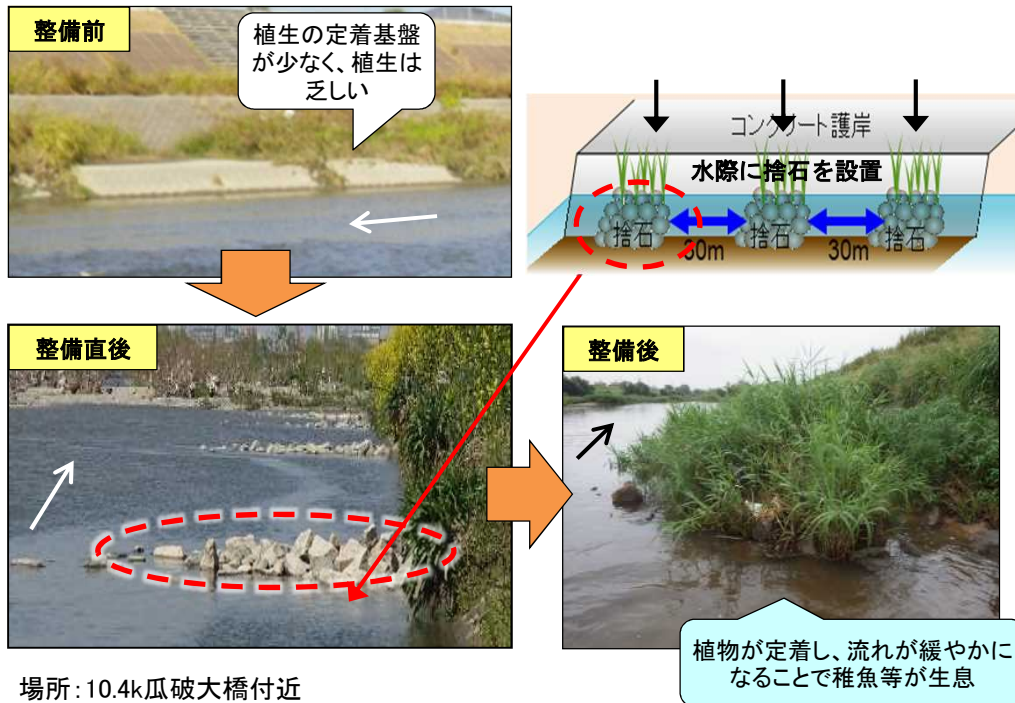 整備前
植生の定着基盤
が少なく、植生は
乏しい
コンクリート護岸
水際に捨石を設置
捨石
捨石
捨石
30m
30m
整備直後
整備後
植物が定着し、流れが緩やかに
なることで稚魚等が生息
場所：10.4k瓜破大橋付近